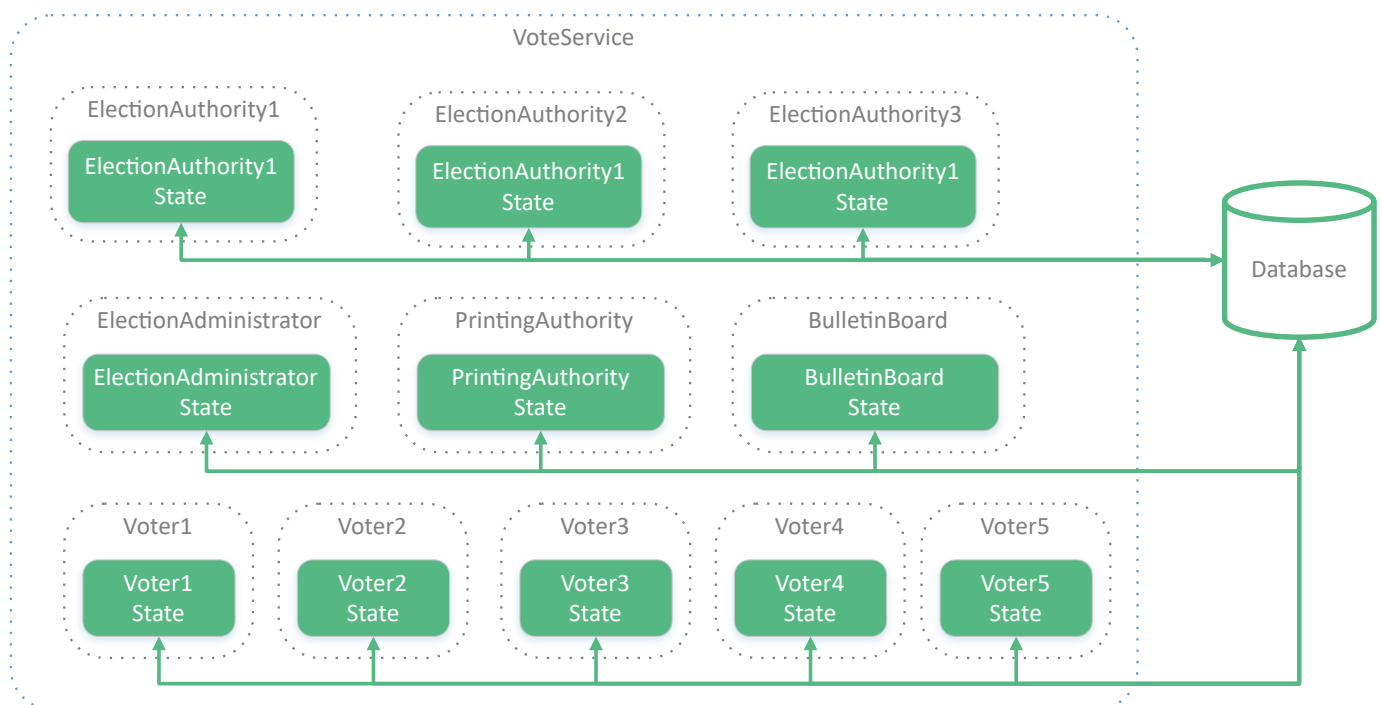 VoteService
ElectionAuthority1
ElectionAuthority2
ElectionAuthority3
ElectionAuthority1
State
ElectionAuthority1
State
ElectionAuthority1
State
Database
ElectionAdministrator
PrintingAuthority
BulletinBoard
ElectionAdministrator
State
PrintingAuthority
State
BulletinBoard
State
Voter1
Voter2
Voter3
Voter4
Voter5
Voter1
State
Voter2
State
Voter3
State
Voter4
State
Voter5
State